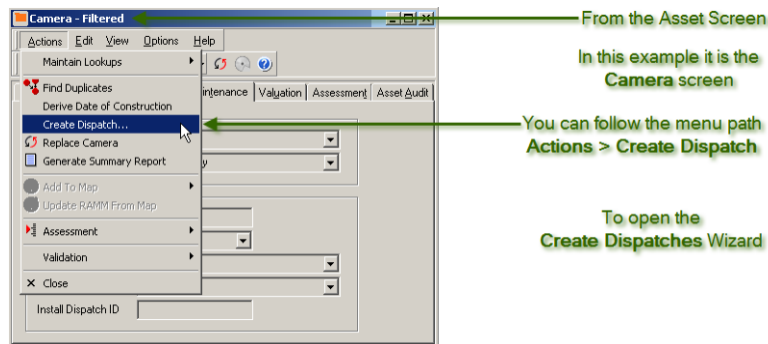 Camera - Filtered
From the Asset Screen
Actions Edit View Options Help
In this example it is the
Camera screen
Maintain Lookups
Find Duplicates
Maintenance Valuation Assessment Asset Audit
Derive Date of Construction
Create Dispatch...
You can follow the menu path
Actions > Create Dispatch
Replace Camera
Generate Summary Report
Add To Map
Update RAMM From Map
To open the
Create Dispatches Wizard
Assessment
Validation
Close
Install Dispatch ID